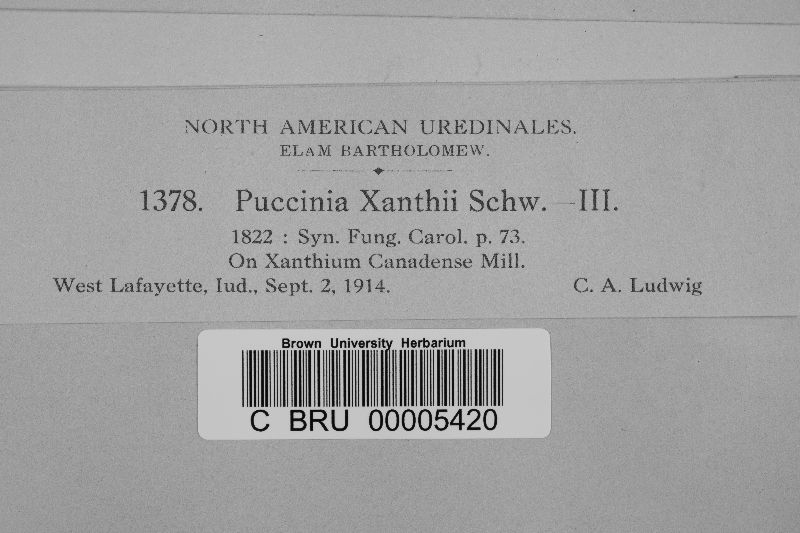 NORTH AMERICAN UREDINALES.
ELAM BARTHOLOMEW.
1378. Puccinia Xanthii Schw. —III.
1822 : Syn. Fung. Carol. p. 73.
On Xanthium Canadense Mill.
West Lafayette, Iud., Sept. 2, 1914. C. A. Ludwig
Brown University Herbarium
C BRU 00005420